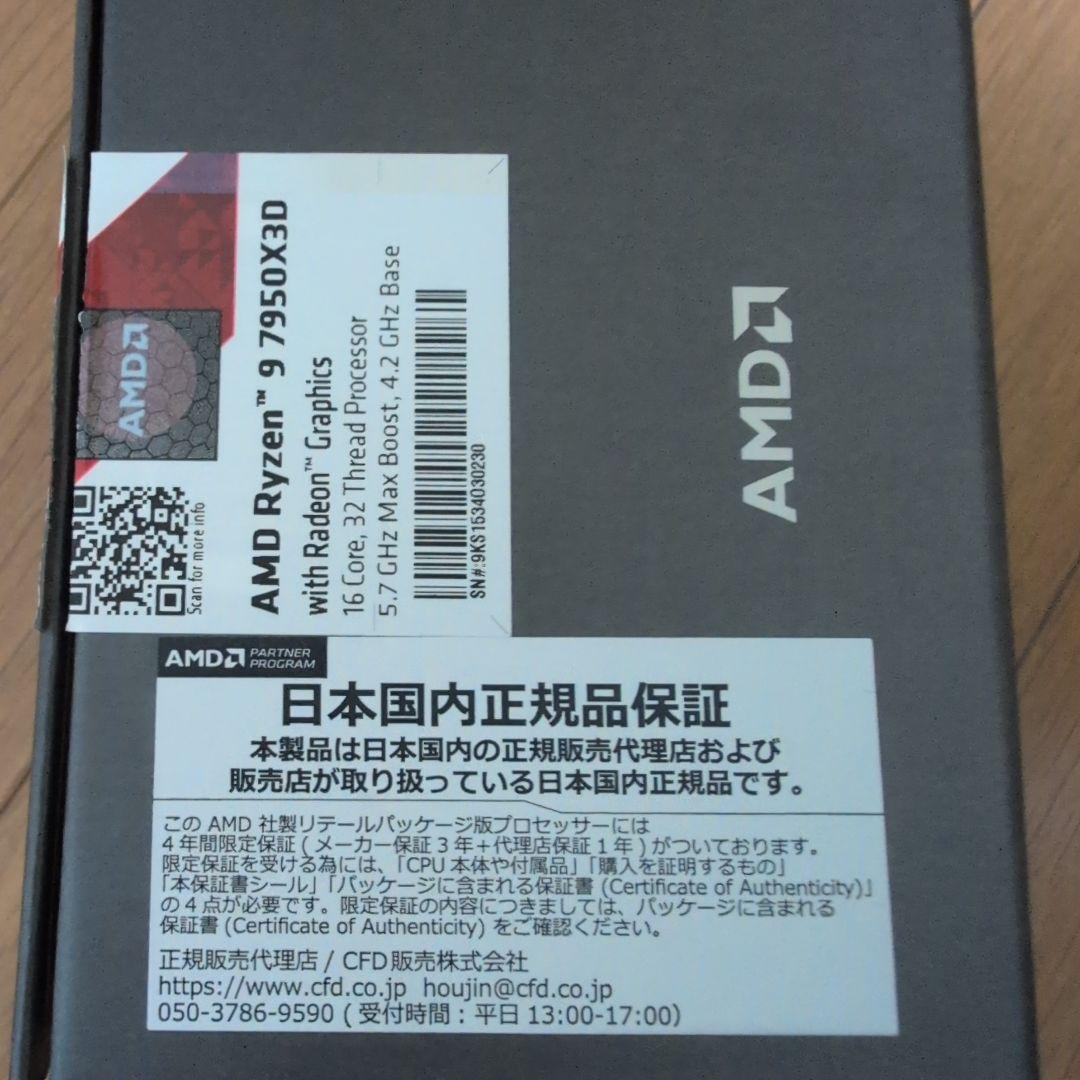 AMD
AMD Ryzen™ 9 7950X3D
with Radeon™ Graphics
16 Core, 32 Thread Processor
5.7 GHz Max Boost, 4.2 GHz Base
SN#:9KS1534030230
Scan for more info
AMD
AMD PARTNER PROGRAM
日本国内正規品保証
本製品は日本国内の正規販売代理店および
販売店が取り扱っている日本国内正規品です。
この AMD 社製リテールパッケージ版プロセッサーには
4 年間限定保証 ( メーカー保証 3 年+代理店保証 1 年 ) がついております。
限定保証を受ける為には、「CPU 本体や付属品」「購入を証明するもの」
「本保証書シール」「パッケージに含まれる保証書 (Certificate of Authenticity)」
の 4 点が必要です。限定保証の内容につきましては、パッケージに含まれる
保証書 (Certificate of Authenticity) をご確認ください。
正規販売代理店 / CFD 販売株式会社
https://www.cfd.co.jp houjin@cfd.co.jp
050-3786-9590 ( 受付時間 : 平日 13:00-17:00)